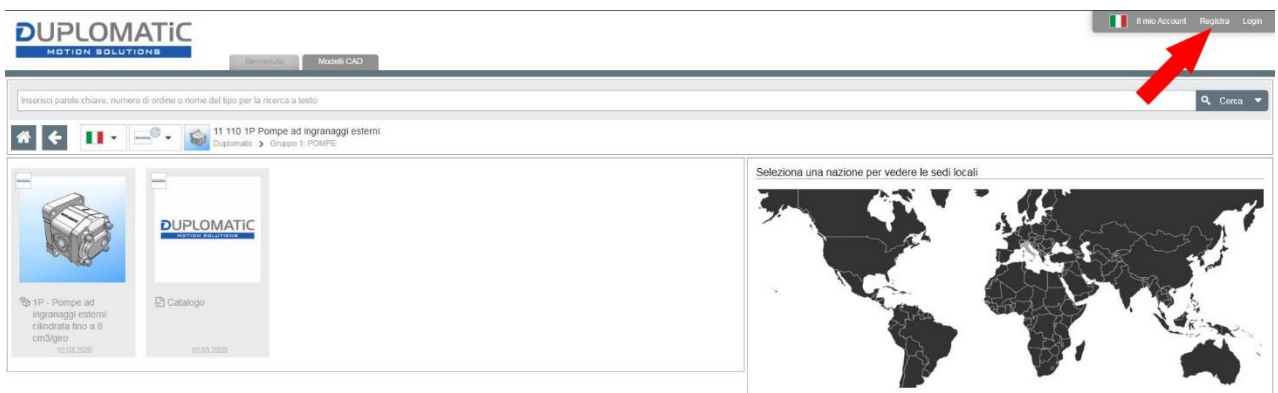 DUPLOMATIC
MOTION SOLUTIONS
Il mio Account Registra Login
Benvenuto Modelli CAD
Inserisci parole chiave, numero di ordine o nome del tipo per la ricerca a testo
Cerca
11 110 1P Pompe ad ingranaggi esterni
Duplomatic > Gruppo 1: POMPE
1P - Pompe ad
ingranaggi esterni
cilindrata fino a 8
cm3/giro
10.03.2020
DUPLOMATIC
MOTION SOLUTIONS
Catalogo
10.03.2020
Seleziona una nazione per vedere le sedi locali